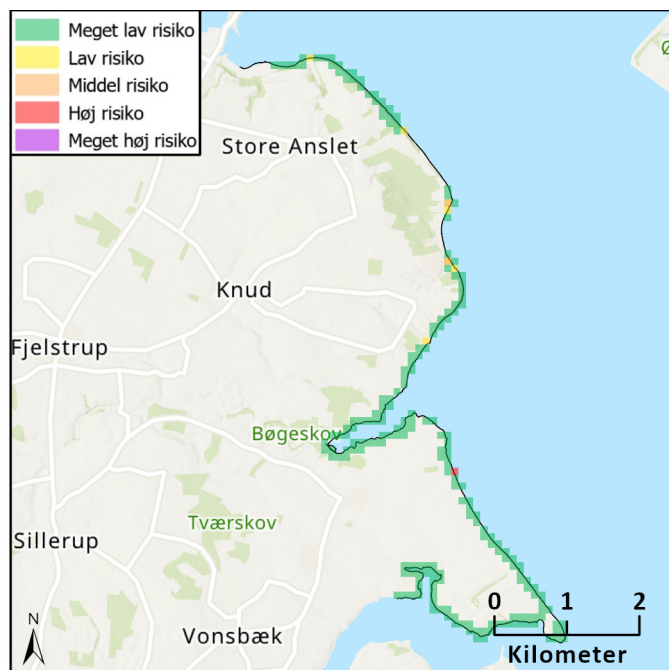 Meget lav risiko
Lav risiko
Middel risiko
Høj risiko
Meget høj risiko
Store Anslet
Knud
Fjelstrup
Bøgeskov
Tværskov
Sillerup
Vonsbæk
N
0 1 2
Kilometer